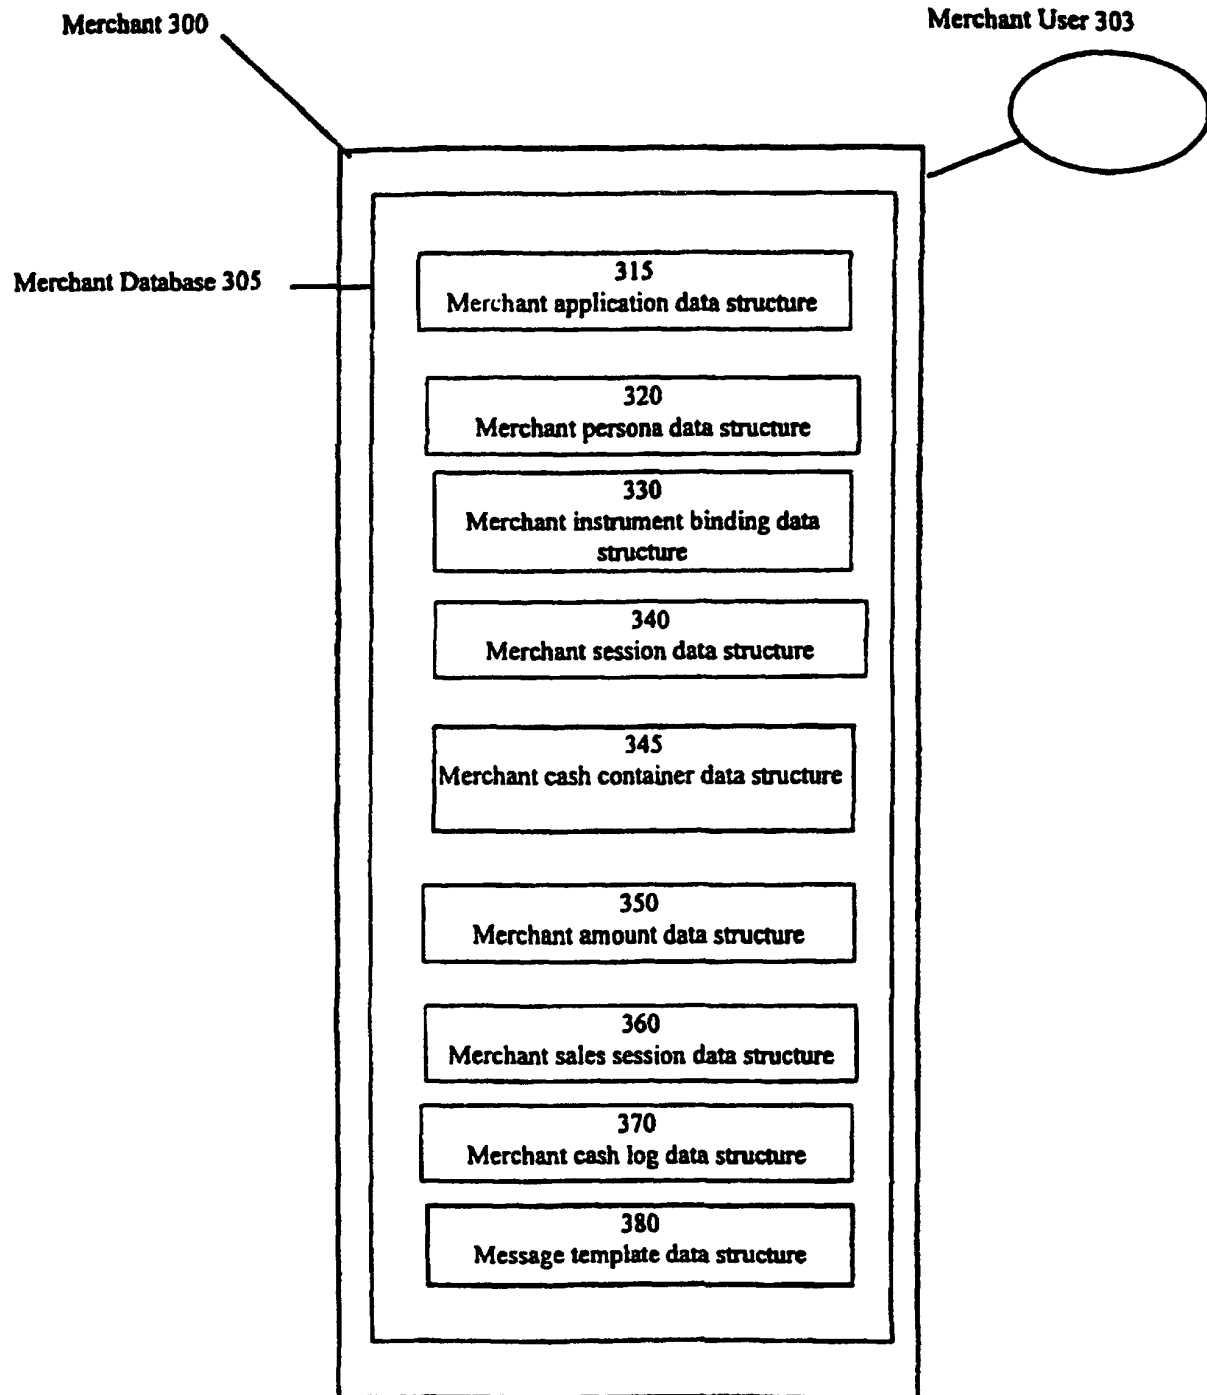 Merchant 300
Merchant User 303
Merchant Database 305
315
Merchant application data structure
320
Merchant persona data structure
330
Merchant instrument binding data
structure
340
Merchant session data structure
345
Merchant cash container data structure
350
Merchant amount data structure
360
Merchant sales session data structure
370
Merchant cash log data structure
380
Message template data structure